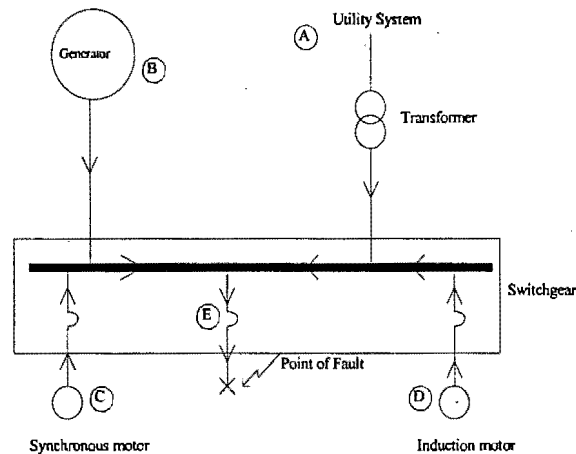 Utility System
A
Generator
B
Transformer
Switchgear
E
Point of Fault
C
D
Synchronous motor
Induction motor